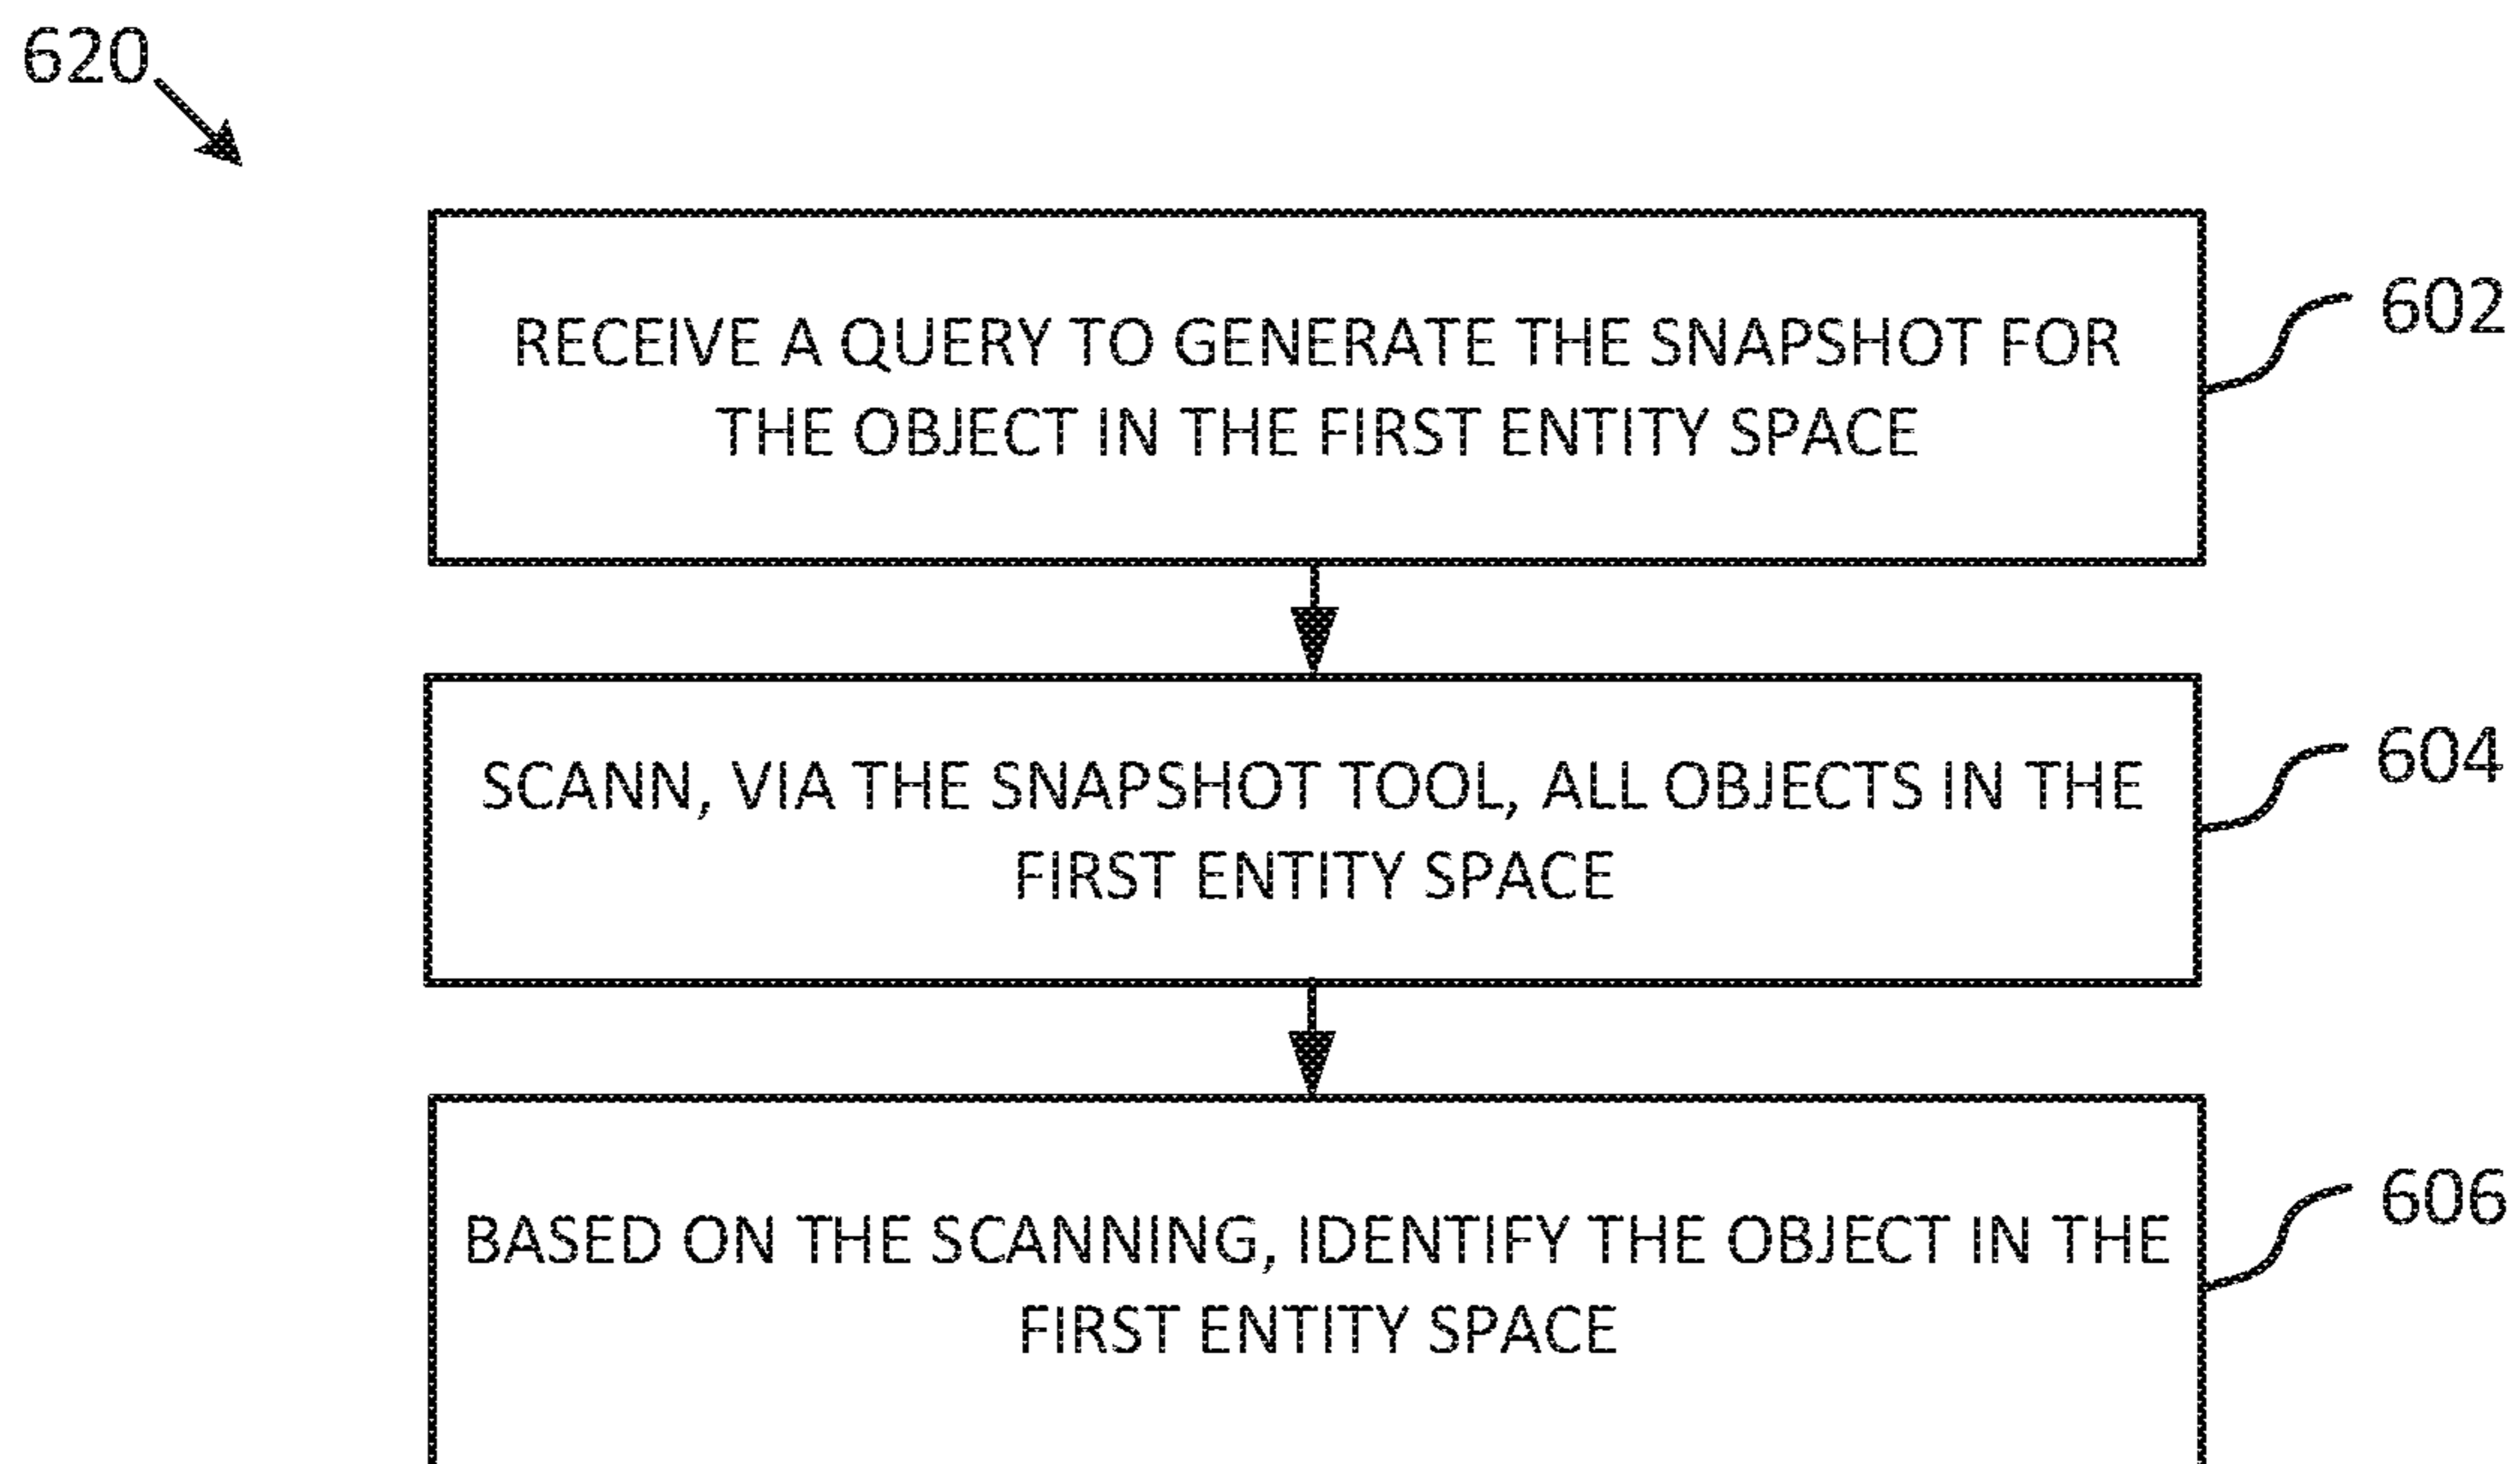 620
RECEIVE A QUERY TO GENERATE THE SNAPSHOT FOR
THE OBJECT IN THE FIRST ENTITY SPACE
602
SCANN, VIA THE SNAPSHOT TOOL, ALL OBJECTS IN THE
FIRST ENTITY SPACE
604
BASED ON THE SCANNING, IDENTIFY THE OBJECT IN THE
FIRST ENTITY SPACE
606